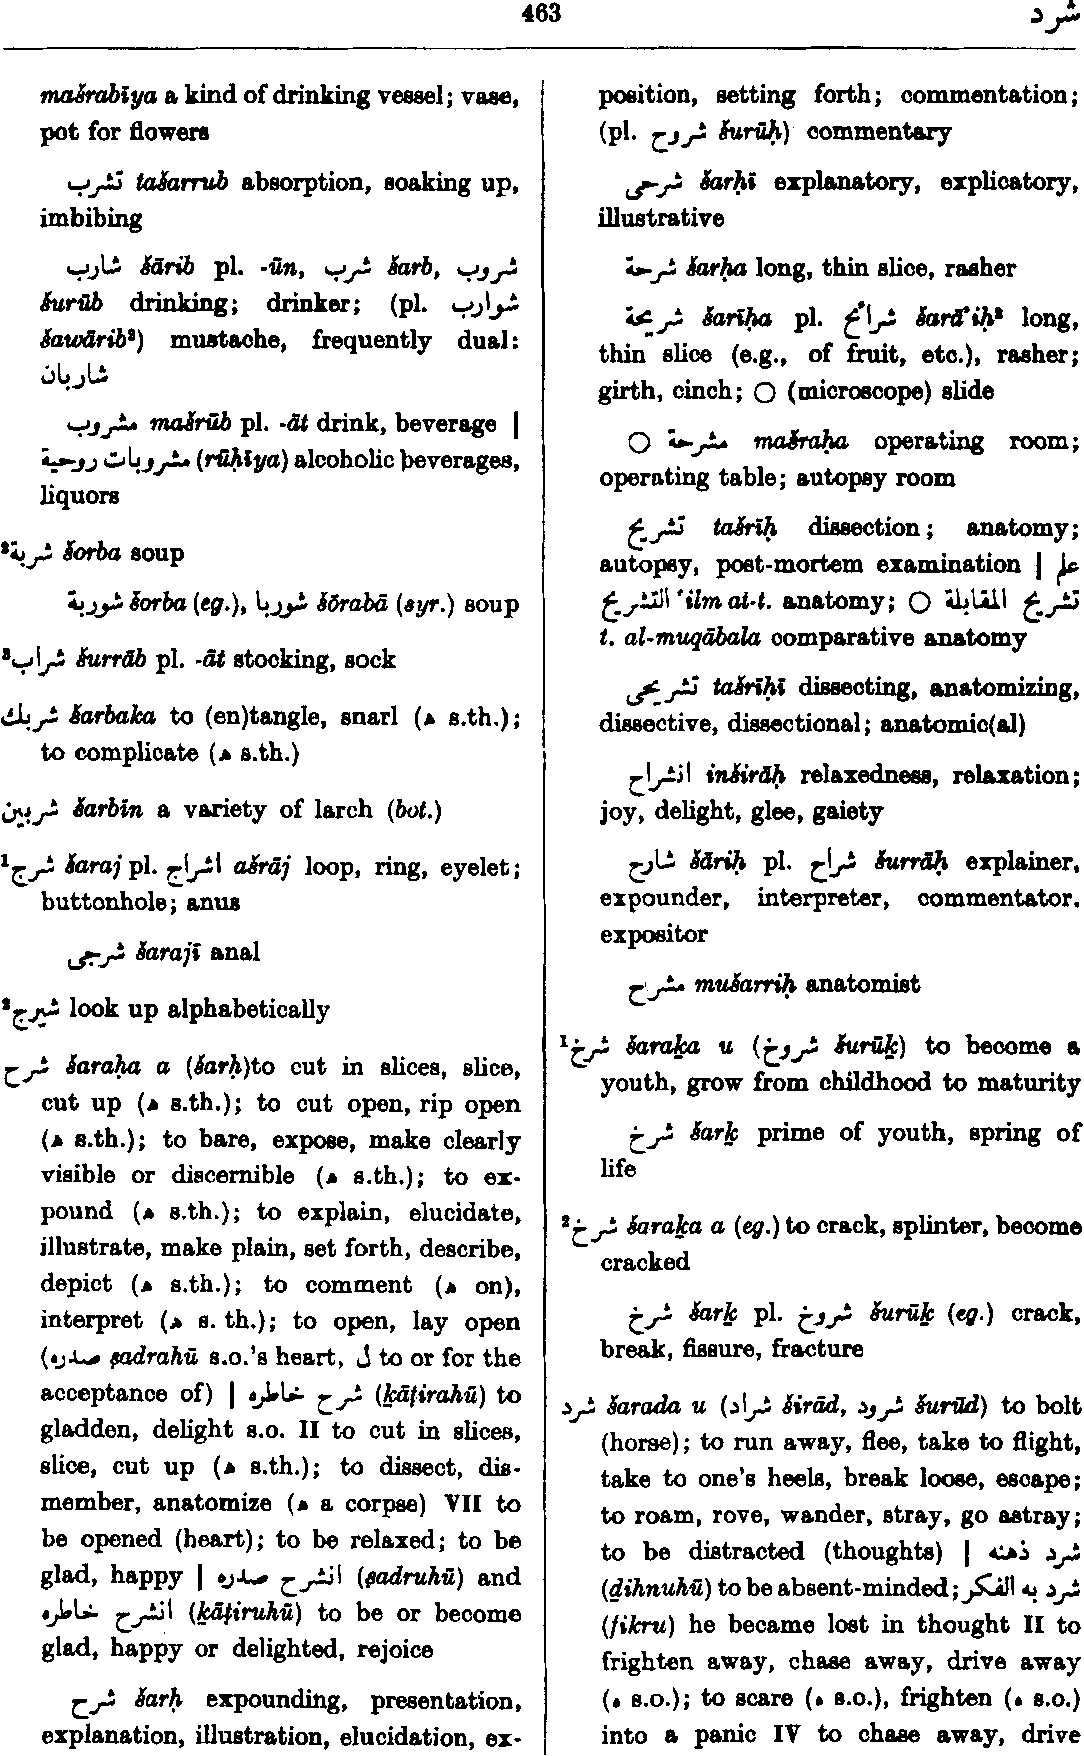 463
شرد
mašrabīya a kind of drinking vessel; vase,
pot for flowers
تشرب tašarrub absorption, soaking up,
imbibing
شارب šārib pl. -ūn, شرب šarb, شروب
šurūb drinking; drinker; (pl. شوارب
šawārib²) mustache, frequently dual:
شاربان
مشروب mašrūb pl. -āt drink, beverage |
مشروبات روحية (rūḥīya) alcoholic beverages,
liquors
²شربة šorba soup
شوربة šorba (eg.), شوربا šōrabā (syr.) soup
³شراب šurrāb pl. -āt stocking, sock
شربك šarbaka to (en)tangle, snarl (ه s.th.);
to complicate (ه s.th.)
شربين šarbīn a variety of larch (bot.)
¹شرج šaraj pl. اشراج ašrāj loop, ring, eyelet;
buttonhole; anus
شرجى šarajī anal
²شيرج look up alphabetically
شرح šaraḥa a (šarḥ)to cut in slices, slice,
cut up (ه s.th.); to cut open, rip open
(ه s.th.); to bare, expose, make clearly
visible or discernible (ه s.th.); to ex-
pound (ه s.th.); to explain, elucidate,
illustrate, make plain, set forth, describe,
depict (ه s.th.); to comment (ه on),
interpret (ه s. th.); to open, lay open
(صدره ṣadrahū s.o.'s heart, ل to or for the
acceptance of) | شرح خاطره (ḵāṭirahū) to
gladden, delight s.o. II to cut in slices,
slice, cut up (ه s.th.); to dissect, dis-
member, anatomize (ه a corpse) VII to
be opened (heart); to be relaxed; to be
glad, happy | انشرح صدره (ṣadruhū) and
انشرح خاطره (ḵāṭiruhū) to be or become
glad, happy or delighted, rejoice
شرح šarḥ expounding, presentation,
explanation, illustration, elucidation, ex-
position, setting forth; commentation;
(pl. شروح šurūḥ) commentary
شرحى šarḥī explanatory, explicatory,
illustrative
شرحة šarḥa long, thin slice, rasher
شريحة šarīḥa pl. شرائح šarā'iḥ² long,
thin slice (e.g., of fruit, etc.), rasher;
girth, cinch; ○ (microscope) slide
○ مشرحة mašraḥa operating room;
operating table; autopsy room
تشريح tašrīḥ dissection; anatomy;
autopsy, post-mortem examination | علم
التشريح 'ilm at-t. anatomy; ○ تشريح المقابلة
t. al-muqābala comparative anatomy
تشريحى tašrīḥī dissecting, anatomizing,
dissective, dissectional; anatomic(al)
انشراح inširāḥ relaxedness, relaxation;
joy, delight, glee, gaiety
شارح šāriḥ pl. شراح šurrāḥ explainer,
expounder, interpreter, commentator,
expositor
مشرح mušarriḥ anatomist
¹شرخ šaraḵa u (شروخ šurūḵ) to become a
youth, grow from childhood to maturity
شرخ šarḵ prime of youth, spring of
life
²شرخ šaraḵa a (eg.) to crack, splinter, become
cracked
شرخ šarḵ pl. شروخ šurūḵ (eg.) crack,
break, fissure, fracture
شرد šarada u (شراد širād, شرود šurūd) to bolt
(horse); to run away, flee, take to flight,
take to one's heels, break loose, escape;
to roam, rove, wander, stray, go astray;
to be distracted (thoughts) | شرد ذهنه
(ḏihnuhū) to be absent-minded; شرد به الفكر
(fikru) he became lost in thought II to
frighten away, chase away, drive away
(ه s.o.); to scare (ه s.o.), frighten (ه s.o.)
into a panic IV to chase away, drive